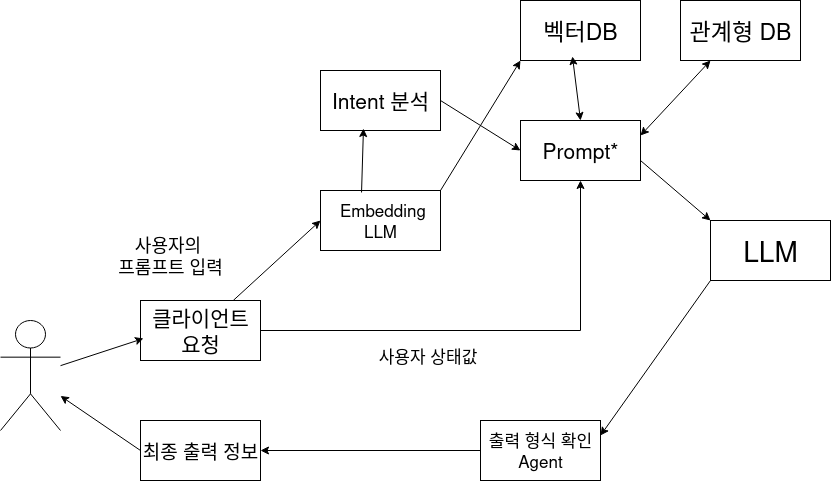 벡터DB
관계형 DB
Intent 분석
Prompt*
Embedding
LLM
LLM
사용자의
프롬프트 입력
클라이언트
요청
사용자 상태값
최종 출력 정보
출력 형식 확인
Agent